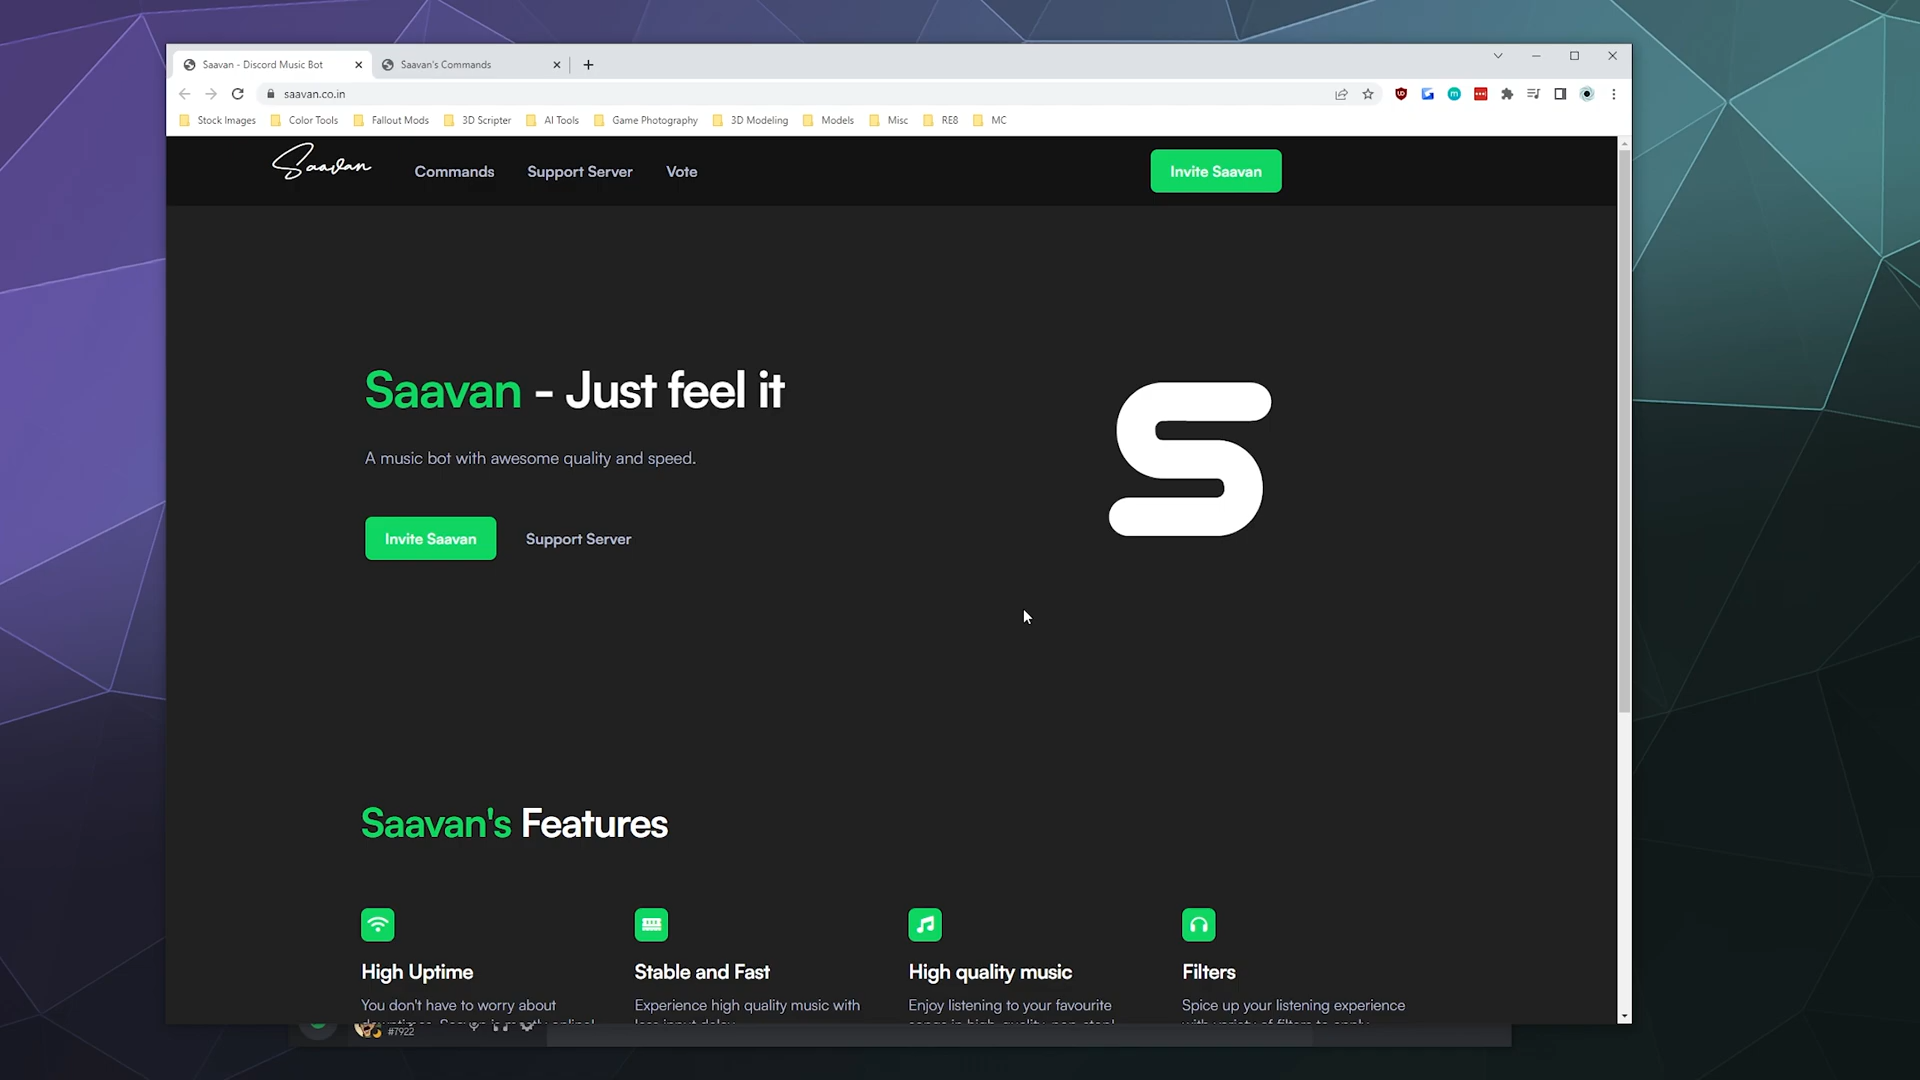 Saavan - Discord Music Bot
Saavan's Commands
saavan.co.in
Stock Images
Color Tools
Fallout Mods
3D Scripter
AI Tools
Game Photography
3D Modeling
Models
Misc
RE8
MC
Saavan
Commands
Support Server
Vote
Invite Saavan
Saavan - Just feel it
A music bot with awesome quality and speed.
Invite Saavan
Support Server
S
Saavan's Features
High Uptime
You don't have to worry about
Stable and Fast
Experience high quality music with
High quality music
Enjoy listening to your favourite
Filters
Spice up your listening experience
#7922